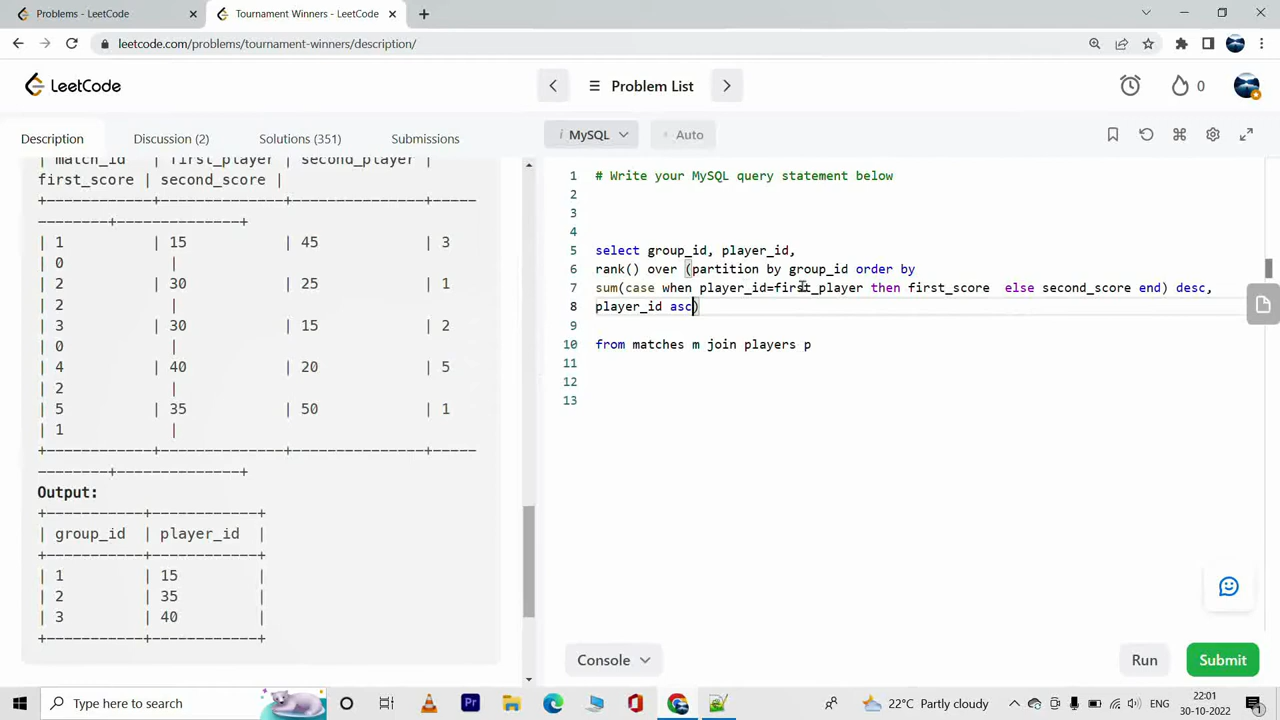 Problems - LeetCode
Tournament Winners - LeetCode
leetcode.com/problems/tournament-winners/description/
LeetCode
Problem List
0
Description
Discussion (2)
Solutions (351)
Submissions
i MySQL
Auto
| match_id | first_player | second_player |
first_score | second_score |
+------------+--------------+---------------+-----
--------+--------------+
| 1 | 15 | 45 | 3
| 0 |
| 2 | 30 | 25 | 1
| 2 |
| 3 | 30 | 15 | 2
| 0 |
| 4 | 40 | 20 | 5
| 2 |
| 5 | 35 | 50 | 1
| 1 |
+------------+--------------+---------------+-----
--------+--------------+
Output:
+-----------+------------+
| group_id | player_id |
+-----------+------------+
| 1 | 15 |
| 2 | 35 |
| 3 | 40 |
+-----------+------------+
1 # Write your MySQL query statement below
2
3
4
5 select group_id, player_id,
6 rank() over (partition by group_id order by
7 sum(case when player_id=first_player then first_score  else second_score end) desc,
8 player_id asc)
9
10 from matches m join players p
11
12
13
Console
Run
Submit
Type here to search
Pr
22°C Partly cloudy
ENG
22:01
30-10-2022
1